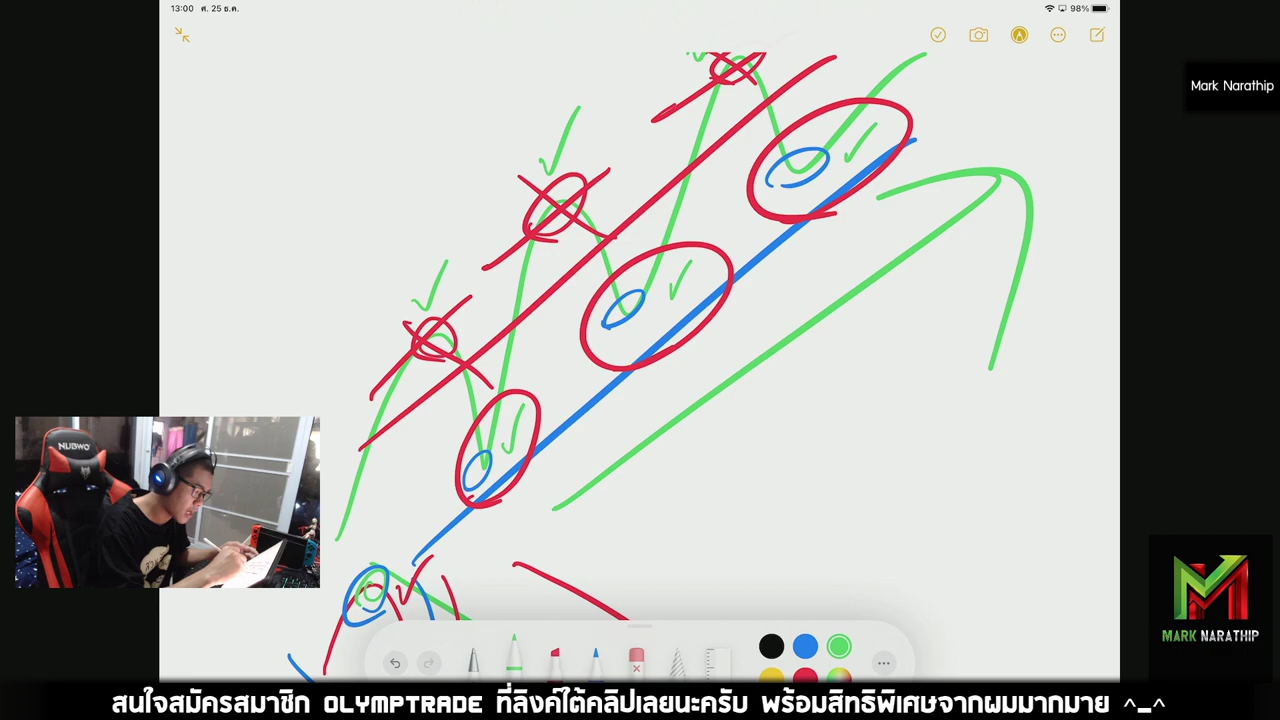 13:00 ศ. 25 ธ.ค.
98%
Mark Narathip
NUBWO
MARK NARATHIP
สนใจสมัครสมาชิก OLYMPTRADE ที่ลิงค์ใต้คลิปเลยนะครับ พร้อมสิทธิพิเศษจากผมมากมาย ^_^